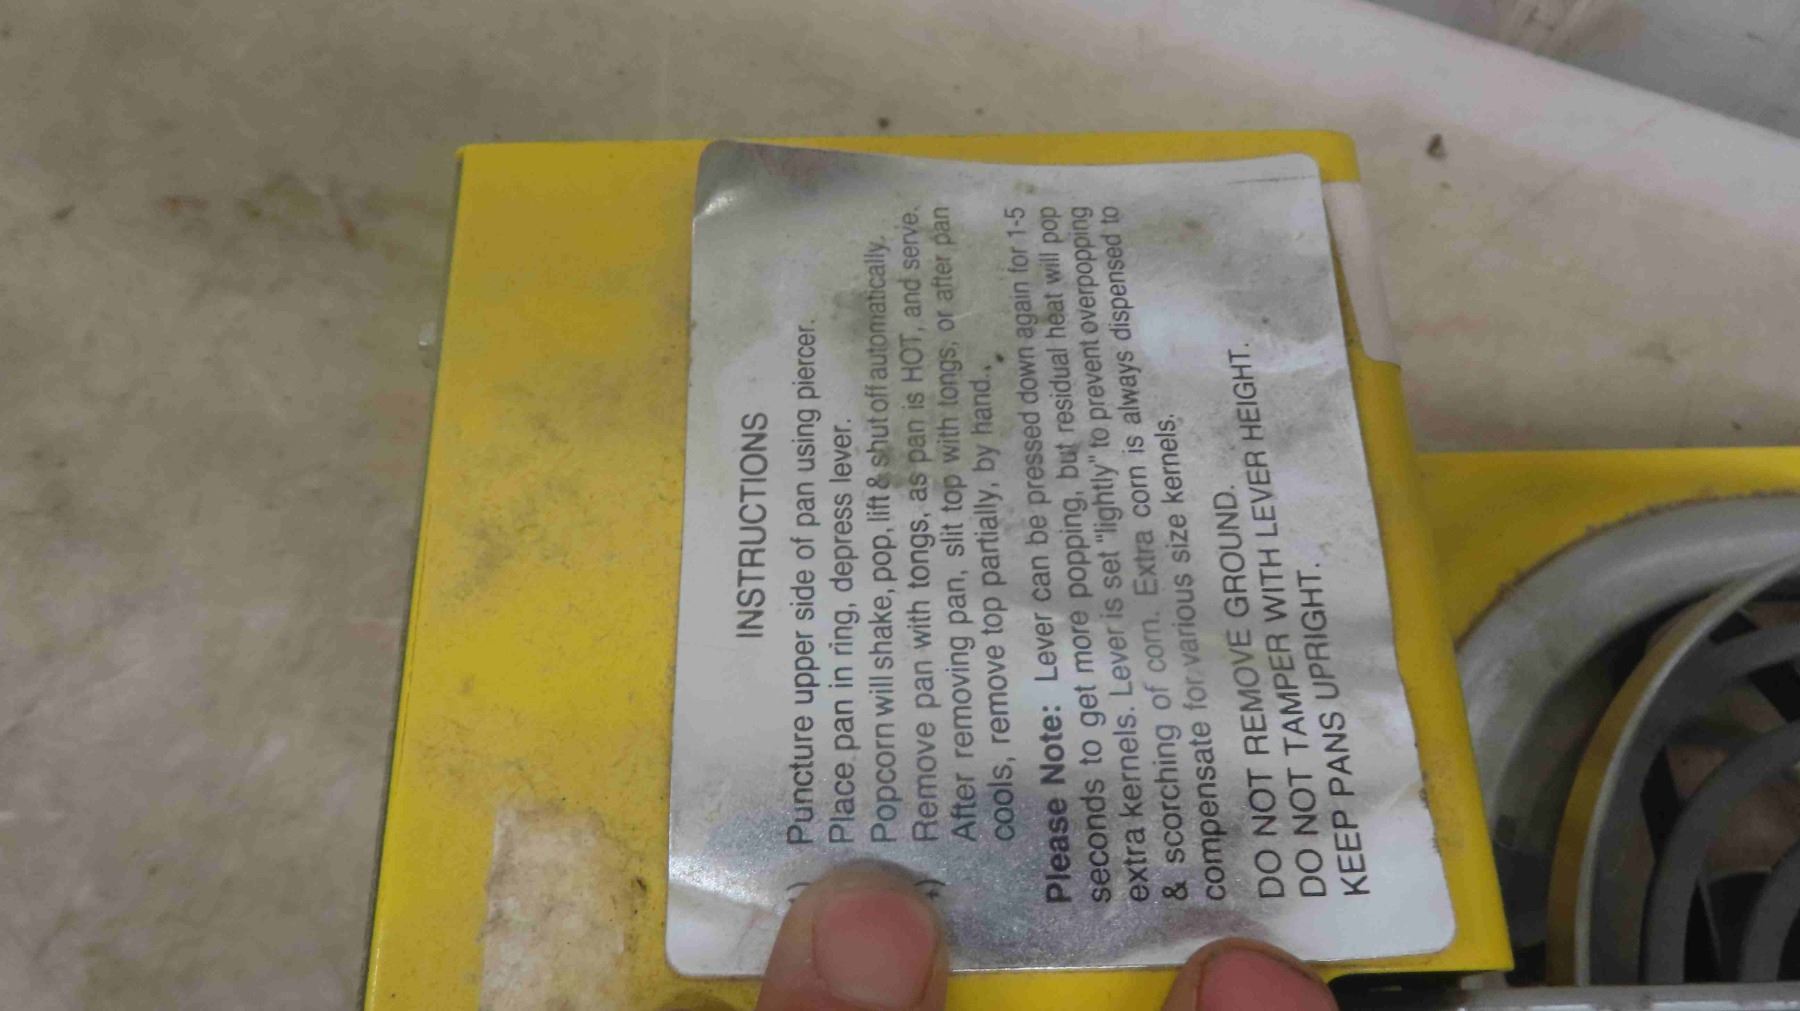 INSTRUCTIONS
Puncture upper side of pan using piercer.
Place pan in ring, depress lever.
Popcorn will shake, pop, lift & shut off automatically.
Remove pan with tongs, as pan is HOT, and serve.
After removing pan, slit top with tongs, or after pan
cools, remove top partially, by hand.
Please Note: Lever can be pressed down again for 1-5
seconds to get more popping, but residual heat will pop
extra kernels. Lever is set "lightly" to prevent overpopping
& scorching of corn. Extra corn is always dispensed to
compensate for various size kernels.
DO NOT REMOVE GROUND.
DO NOT TAMPER WITH LEVER HEIGHT.
KEEP PANS UPRIGHT.